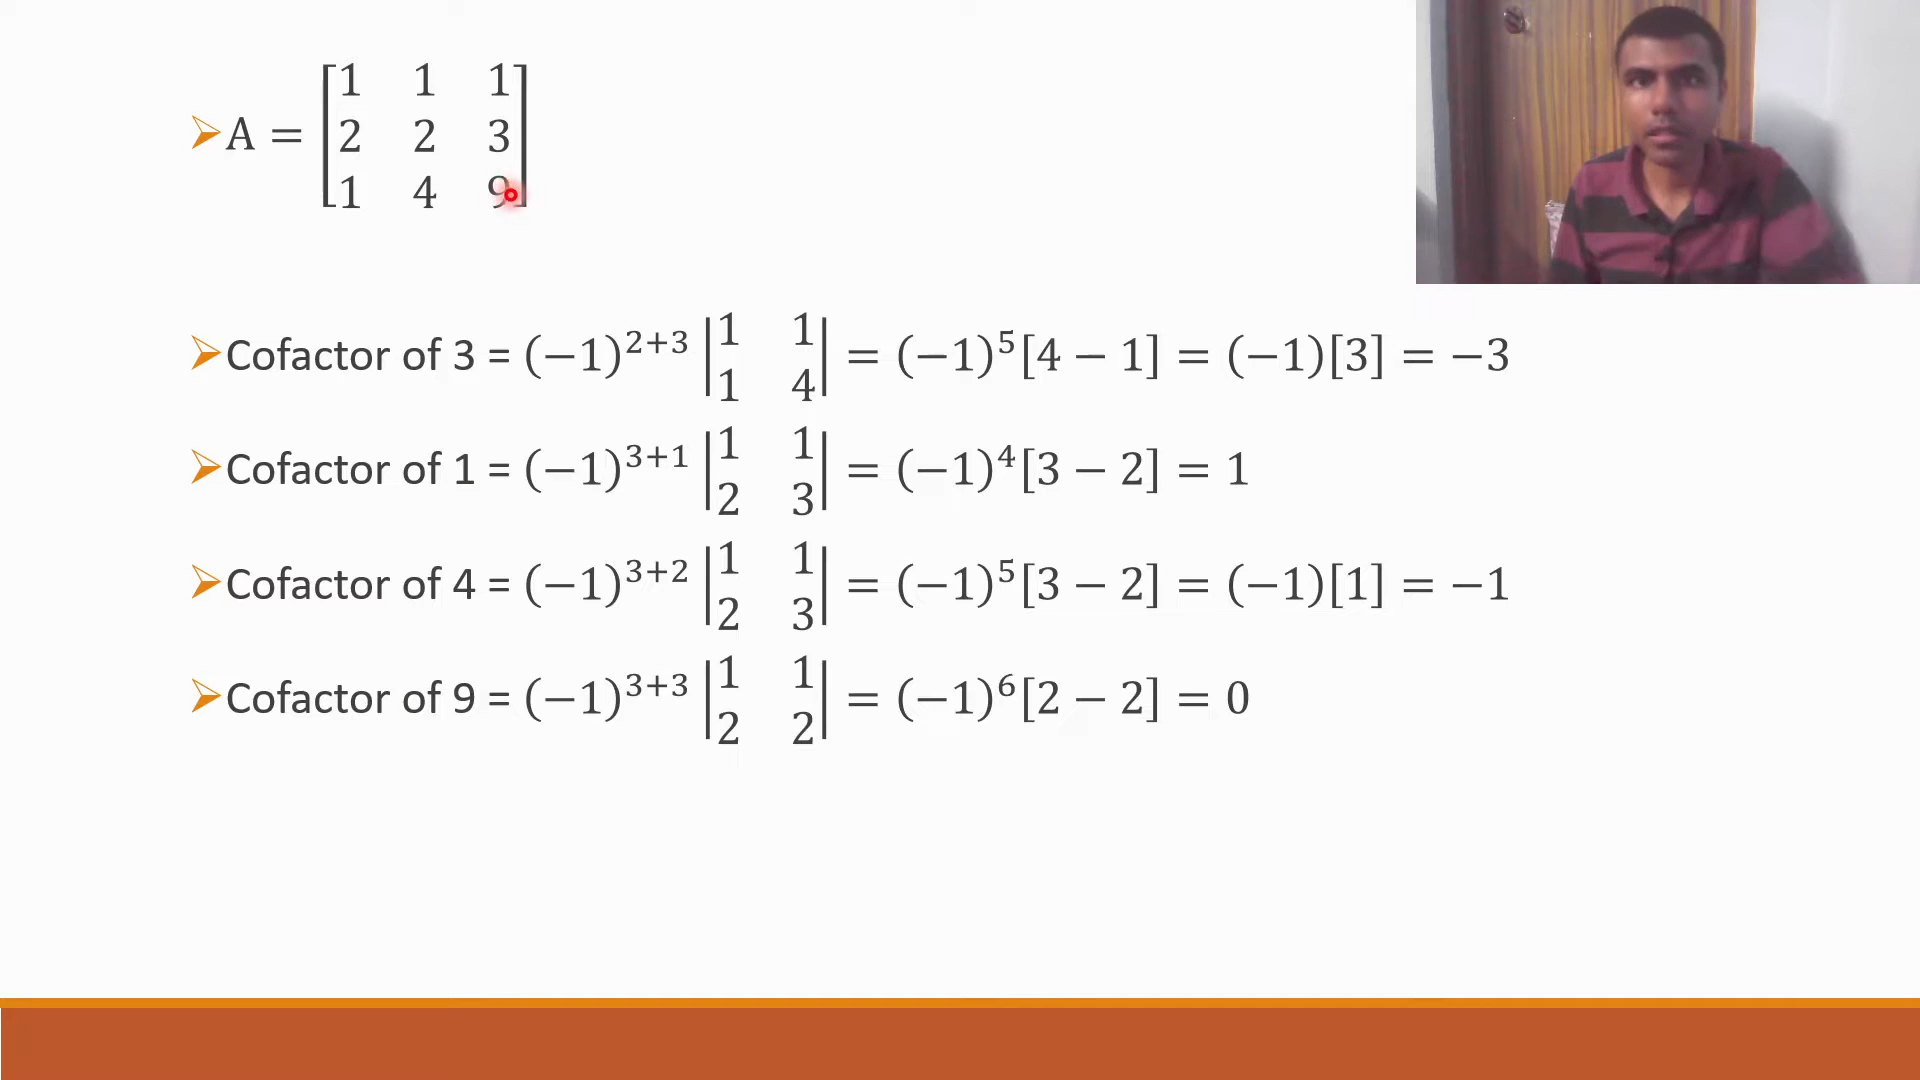 ➤A = [1 1 1
2 2 3
1 4 9]
➤Cofactor of 3 = (−1)²⁺³ |1 1; 1 4| = (−1)⁵[4 − 1] = (−1)[3] = −3
➤Cofactor of 1 = (−1)³⁺¹ |1 1; 2 3| = (−1)⁴[3 − 2] = 1
➤Cofactor of 4 = (−1)³⁺² |1 1; 2 3| = (−1)⁵[3 − 2] = (−1)[1] = −1
➤Cofactor of 9 = (−1)³⁺³ |1 1; 2 2| = (−1)⁶[2 − 2] = 0